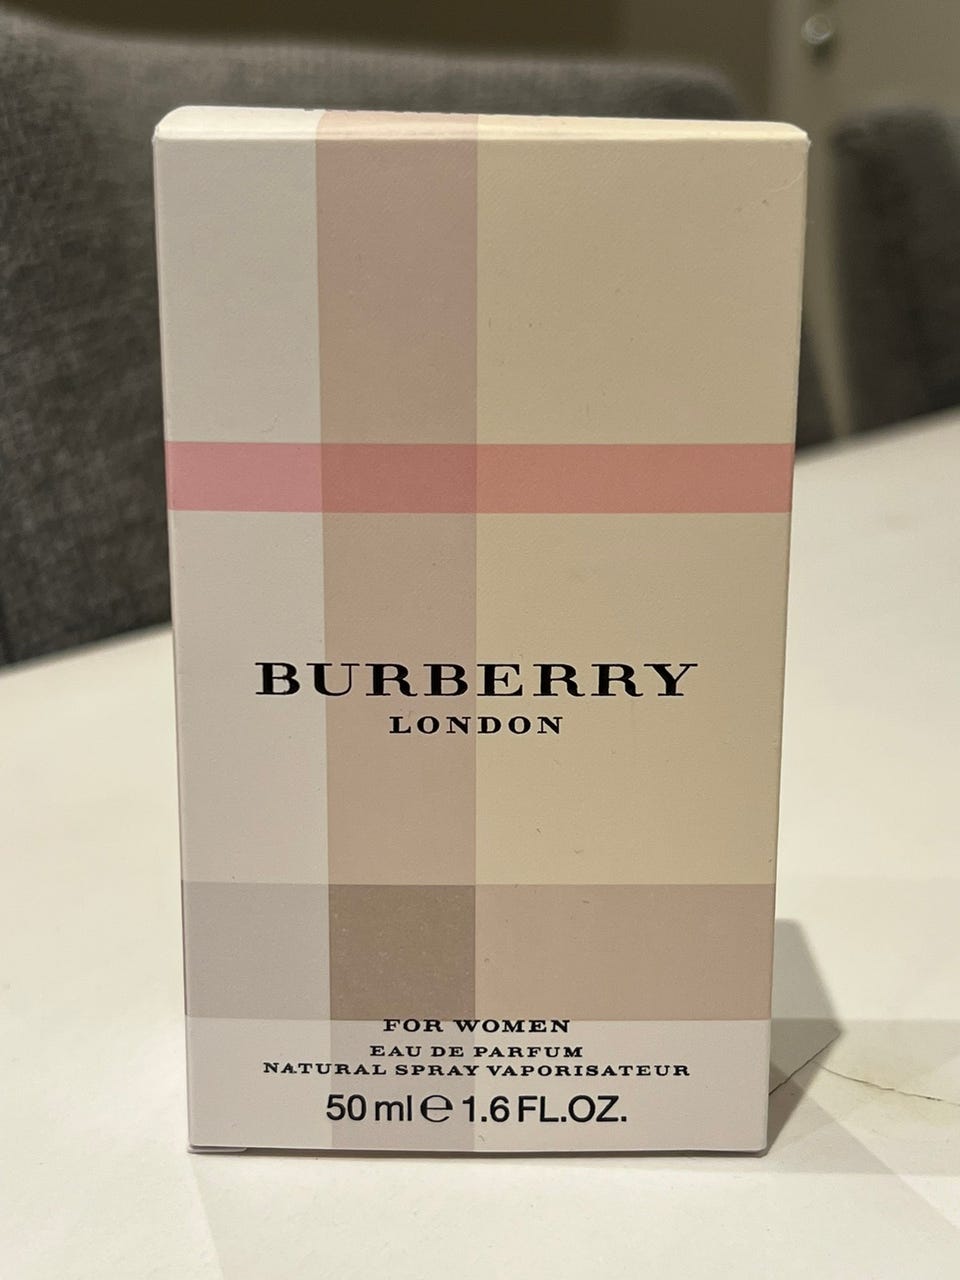 BURBERRY
LONDON
FOR WOMEN
EAU DE PARFUM
NATURAL SPRAY VAPORISATEUR
50 ml ℮ 1.6 FL.OZ.